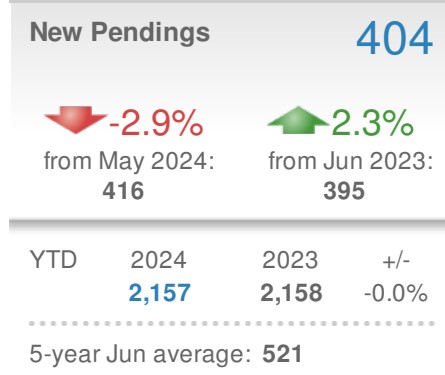 New Pendings 404
-2.9% 2.3%
from May 2024: from Jun 2023:
416 395
YTD 2024 2023 +/-
2,157 2,158 -0.0%
5-year Jun average: 521